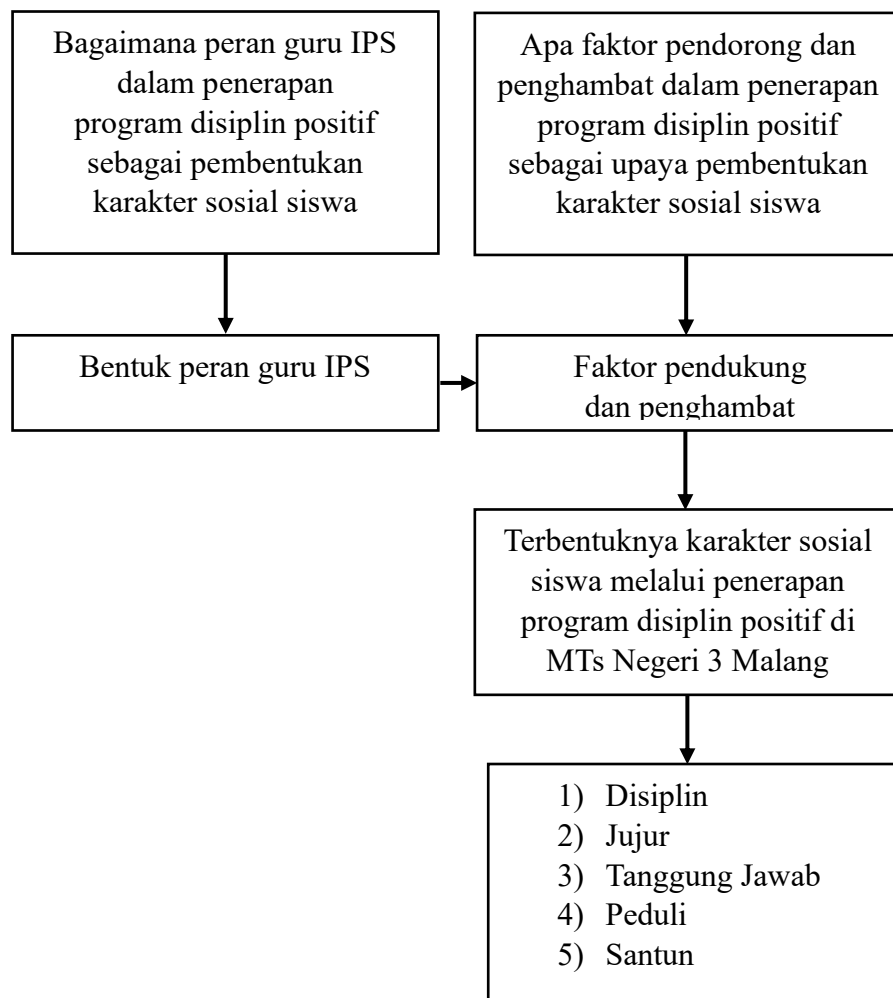 Bagaimana peran guru IPS
dalam penerapan
program disiplin positif
sebagai pembentukan
karakter sosial siswa
Apa faktor pendorong dan
penghambat dalam penerapan
program disiplin positif
sebagai upaya pembentukan
karakter sosial siswa
Bentuk peran guru IPS
Faktor pendukung
dan penghambat
Terbentuknya karakter sosial
siswa melalui penerapan
program disiplin positif di
MTs Negeri 3 Malang
1) Disiplin
2) Jujur
3) Tanggung Jawab
4) Peduli
5) Santun